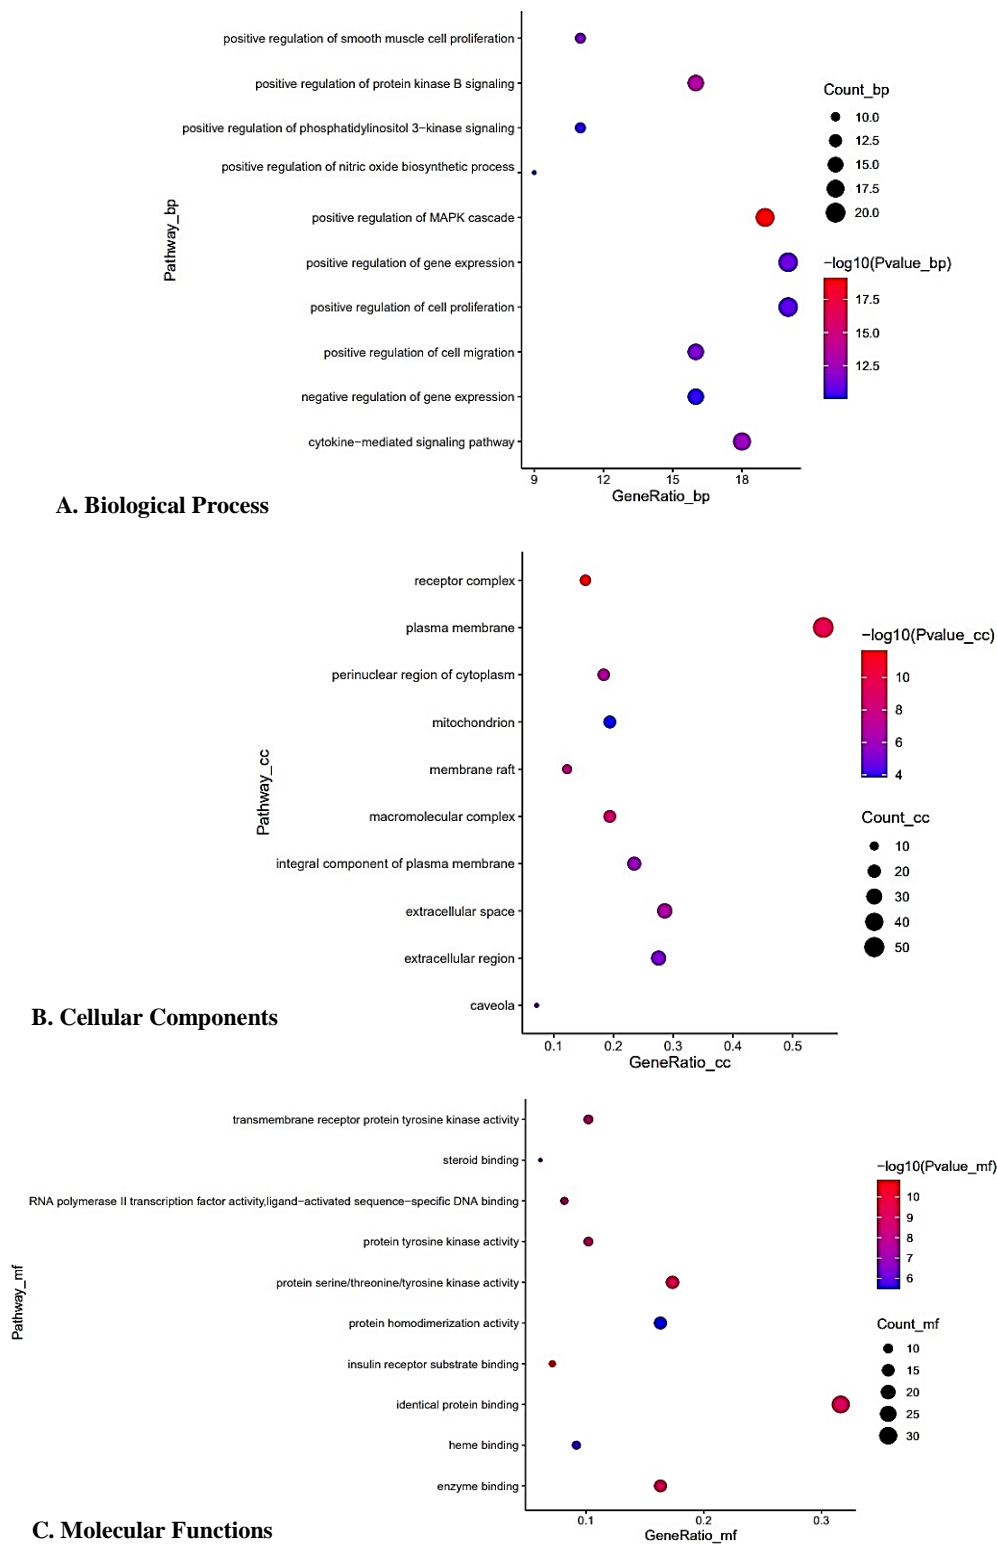 positive regulation of smooth muscle cell proliferation
positive regulation of protein kinase B signaling
positive regulation of phosphatidylinositol 3−kinase signaling
positive regulation of nitric oxide biosynthetic process
positive regulation of MAPK cascade
positive regulation of gene expression
positive regulation of cell proliferation
positive regulation of cell migration
negative regulation of gene expression
cytokine−mediated signaling pathway
Pathway_bp
9 12 15 18
GeneRatio_bp
Count_bp
10.0
12.5
15.0
17.5
20.0
−log10(Pvalue_bp)
17.5
15.0
12.5
A. Biological Process
receptor complex
plasma membrane
perinuclear region of cytoplasm
mitochondrion
membrane raft
macromolecular complex
integral component of plasma membrane
extracellular space
extracellular region
caveola
Pathway_cc
0.1 0.2 0.3 0.4 0.5
GeneRatio_cc
−log10(Pvalue_cc)
10
8
6
4
Count_cc
10
20
30
40
50
B. Cellular Components
transmembrane receptor protein tyrosine kinase activity
steroid binding
RNA polymerase II transcription factor activity,ligand−activated sequence−specific DNA binding
protein tyrosine kinase activity
protein serine/threonine/tyrosine kinase activity
protein homodimerization activity
insulin receptor substrate binding
identical protein binding
heme binding
enzyme binding
Pathway_mf
0.1 0.2 0.3
GeneRatio_mf
−log10(Pvalue_mf)
10
9
8
7
6
Count_mf
10
15
20
25
30
C. Molecular Functions